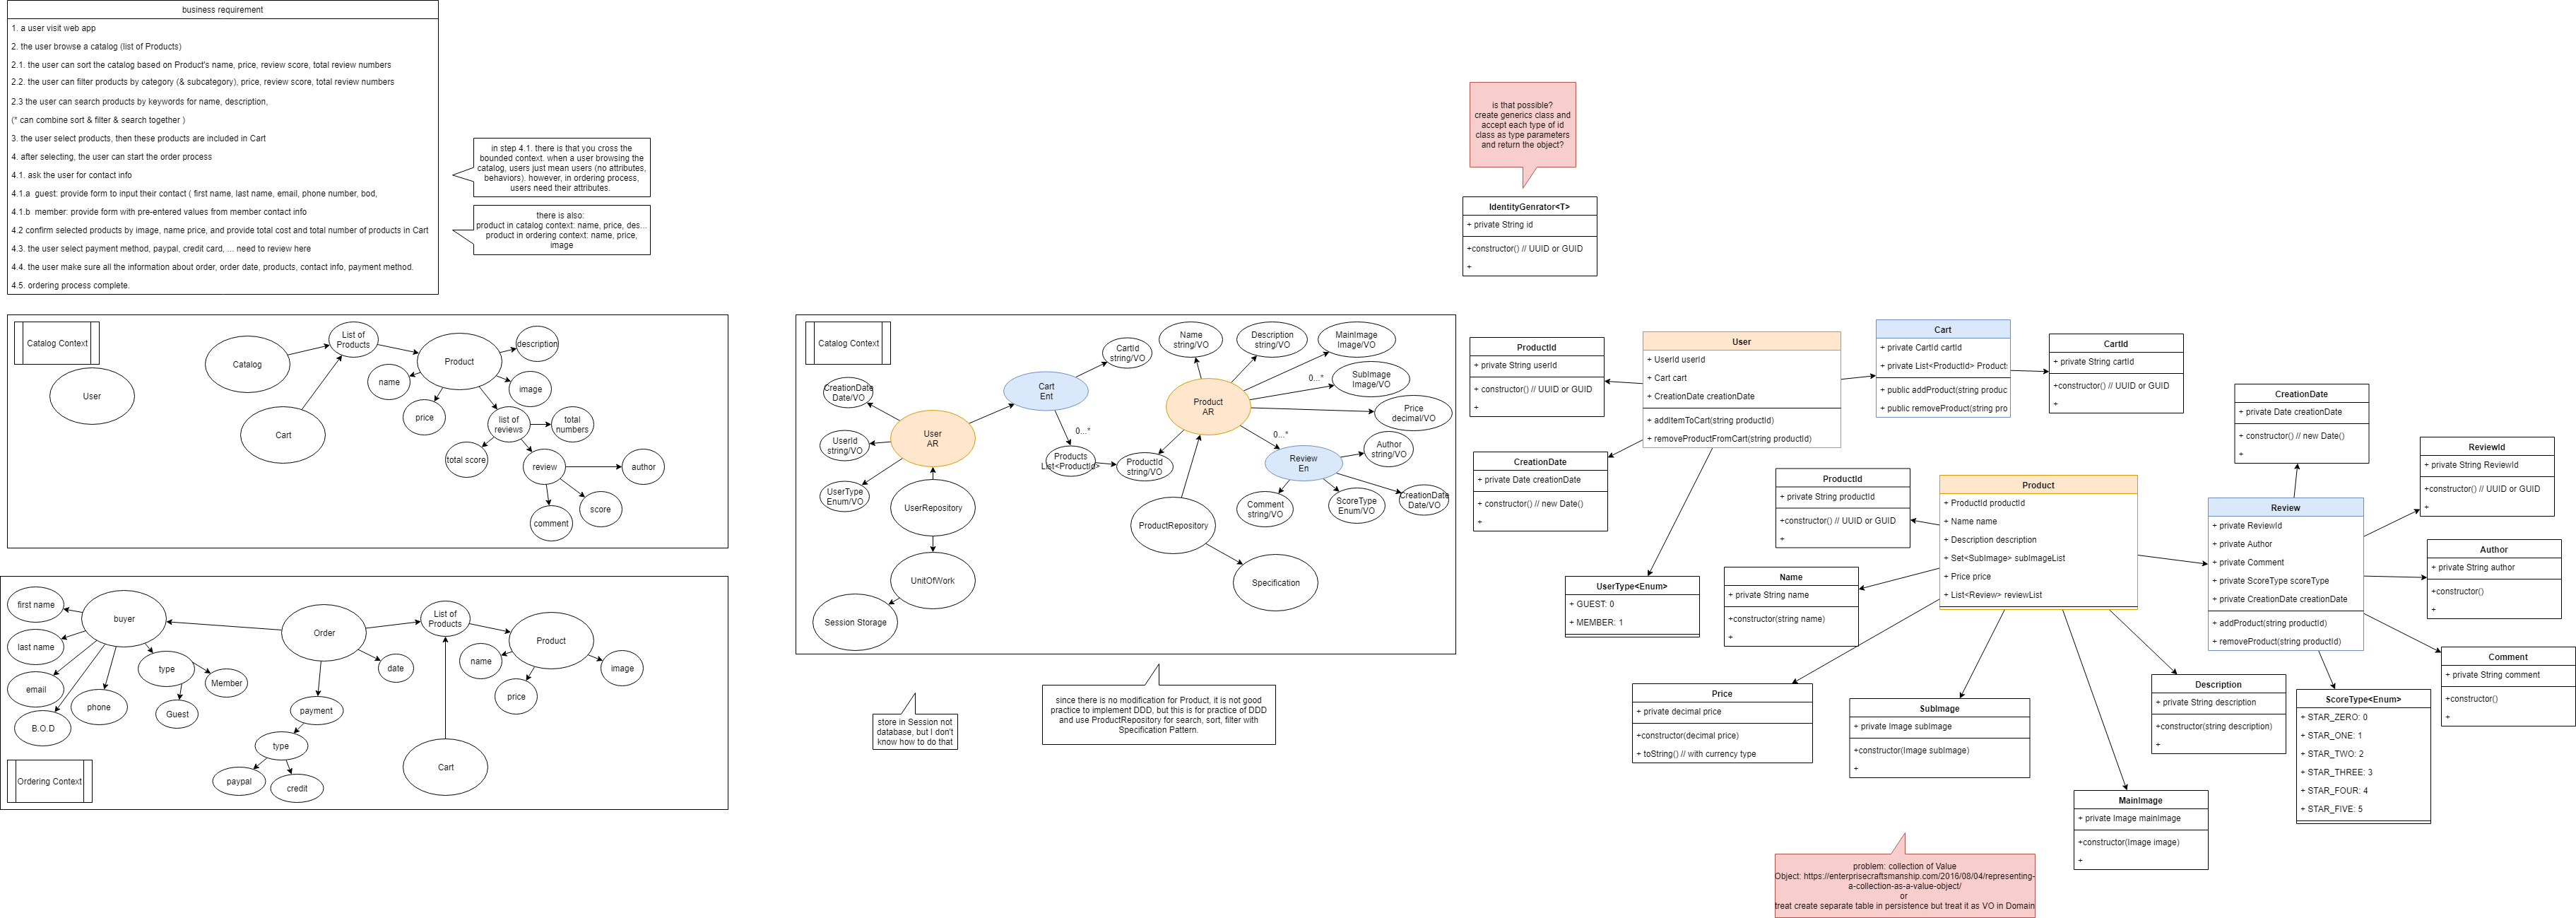 business requirement
1. a user visit web app
2. the user browse a catalog (list of Products)
2.1. the user can sort the catalog based on Product's name, price, review score, total review numbers
2.2. the user can filter products by category (& subcategory), price, review score, total review numbers
2.3 the user can search products by keywords for name, description,
(* can combine sort & filter & search together )
3. the user select products, then these products are included in Cart
4. after selecting, the user can start the order process
4.1. ask the user for contact info
4.1.a  guest: provide form to input their contact ( first name, last name, email, phone number, bod,
4.1.b  member: provide form with pre-entered values from member contact info
4.2 confirm selected products by image, name price, and provide total cost and total number of products in Cart
4.3. the user select payment method, paypal, credit card, ... need to review here
4.4. the user make sure all the information about order, order date, products, contact info, payment method.
4.5. ordering process complete.
in step 4.1. there is that you cross the
bounded context. when a user browsing the
catalog, users just mean users (no attributes,
behaviors). however, in ordering process,
users need their attributes.
there is also:
product in catalog context: name, price, des...
product in ordering context: name, price,
image
Catalog Context
User
Catalog
List of
Products
Cart
Product
description
name
image
price
list of
reviews
total
numbers
total score
review
author
score
comment
first name
last name
email
B.O.D
phone
buyer
type
Member
Guest
Order
date
payment
type
paypal
credit
List of
Products
Product
name
price
image
Cart
Ordering Context
Catalog Context
CreationDate
Date/VO
UserId
string/VO
UserType
Enum/VO
User
AR
UserRepository
UnitOfWork
Session Storage
Cart
Ent
CartId
string/VO
0...*
Products
List<ProductId>
ProductId
string/VO
Name
string/VO
Description
string/VO
MainImage
Image/VO
0...*
SubImage
Image/VO
Price
decimal/VO
Product
AR
0...*
Review
En
Author
string/VO
Comment
string/VO
ScoreType
Enum/VO
CreationDate
Date/VO
ProductRepository
Specification
store in Session not
database, but I don't
know how to do that
since there is no modification for Product, it is not good
practice to implement DDD, but this is for practice of DDD
and use ProductRepository for search, sort, filter with
Specification Pattern.
is that possible?
create generics class and
accept each type of id
class as type parameters
and return the object?
IdentityGenrator<T>
+ private String id
+constructor() // UUID or GUID
+
ProductId
+ private String userId
+ constructor() // UUID or GUID
+
User
+ UserId userId
+ Cart cart
+ CreationDate creationDate
+ addItemToCart(string productId)
+ removeProductFromCart(string productId)
Cart
+ private CartId cartId
+ private List<ProductId> Products
+ public addProduct(string produc
+ public removeProduct(string pro
CartId
+ private String cartId
+constructor() // UUID or GUID
+
CreationDate
+ private Date creationDate
+ constructor() // new Date()
+
UserType<Enum>
+ GUEST: 0
+ MEMBER: 1
ProductId
+ private String productId
+constructor() // UUID or GUID
+
Product
+ ProductId productId
+ Name name
+ Description description
+ Set<SubImage> subImageList
+ Price price
+ List<Review> reviewList
Name
+ private String name
+constructor(string name)
+
Price
+ private decimal price
+constructor(decimal price)
+ toString() // with currency type
SubImage
+ private Image subImage
+constructor(Image subImage)
+
MainImage
+ private Image mainImage
+constructor(Image image)
+
Description
+ private String description
+constructor(string description)
+
CreationDate
+ private Date creationDate
+ constructor() // new Date()
+
Review
+ private ReviewId
+ private Author
+ private Comment
+ private ScoreType scoreType
+ private CreationDate creationDate
+ addProduct(string productId)
+ removeProduct(string productId)
ReviewId
+ private String ReviewId
+constructor() // UUID or GUID
+
Author
+ private String author
+constructor()
+
Comment
+ private String comment
+constructor()
+
ScoreType<Enum>
+ STAR_ZERO: 0
+ STAR_ONE: 1
+ STAR_TWO: 2
+ STAR_THREE: 3
+ STAR_FOUR: 4
+ STAR_FIVE: 5
problem: collection of Value
Object: https://enterprisecraftsmanship.com/2016/08/04/representing-
a-collection-as-a-value-object/
or
treat create separate table in persistence but treat it as VO in Domain